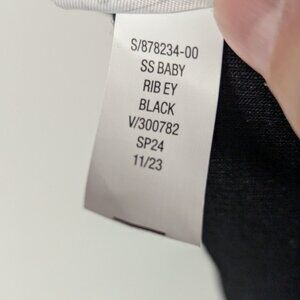 S/878234-00
SS BABY
RIB EY
BLACK
V/300782
SP24
11/23